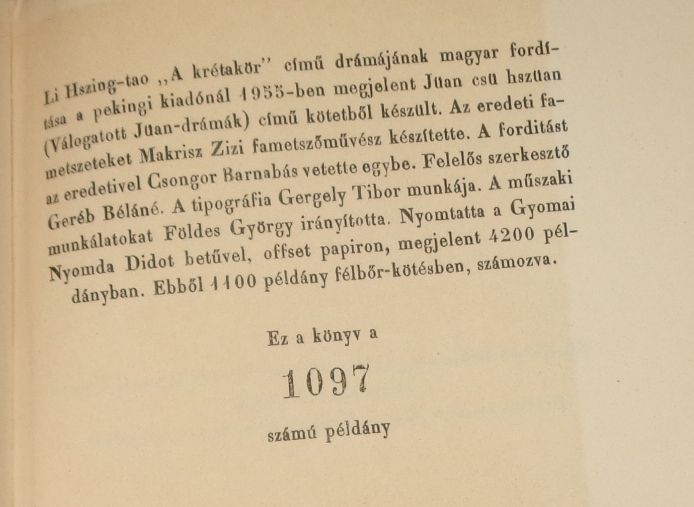 Li Hszing-tao „A krétakör” című drámájának magyar fordí-
tása a pekingi kiadónál 1955-ben megjelent Jüan csü hszüan
(Válogatott Jüan-drámák) című kötetből készült. Az eredeti fa-
metszeteket Makrisz Zizi fametszőművész készítette. A forditást
az eredetivel Csongor Barnabás vetette egybe. Felelős szerkesztő
Geréb Béláné. A tipográfia Gergely Tibor munkája. A műszaki
munkálatokat Földes György irányította. Nyomtatta a Gyomai
Nyomda Didot betűvel, offset papiron, megjelent 4200 pél-
dányban. Ebből 1100 példány félbőr-kötésben, számozva.
Ez a könyv a
1097
számú példány